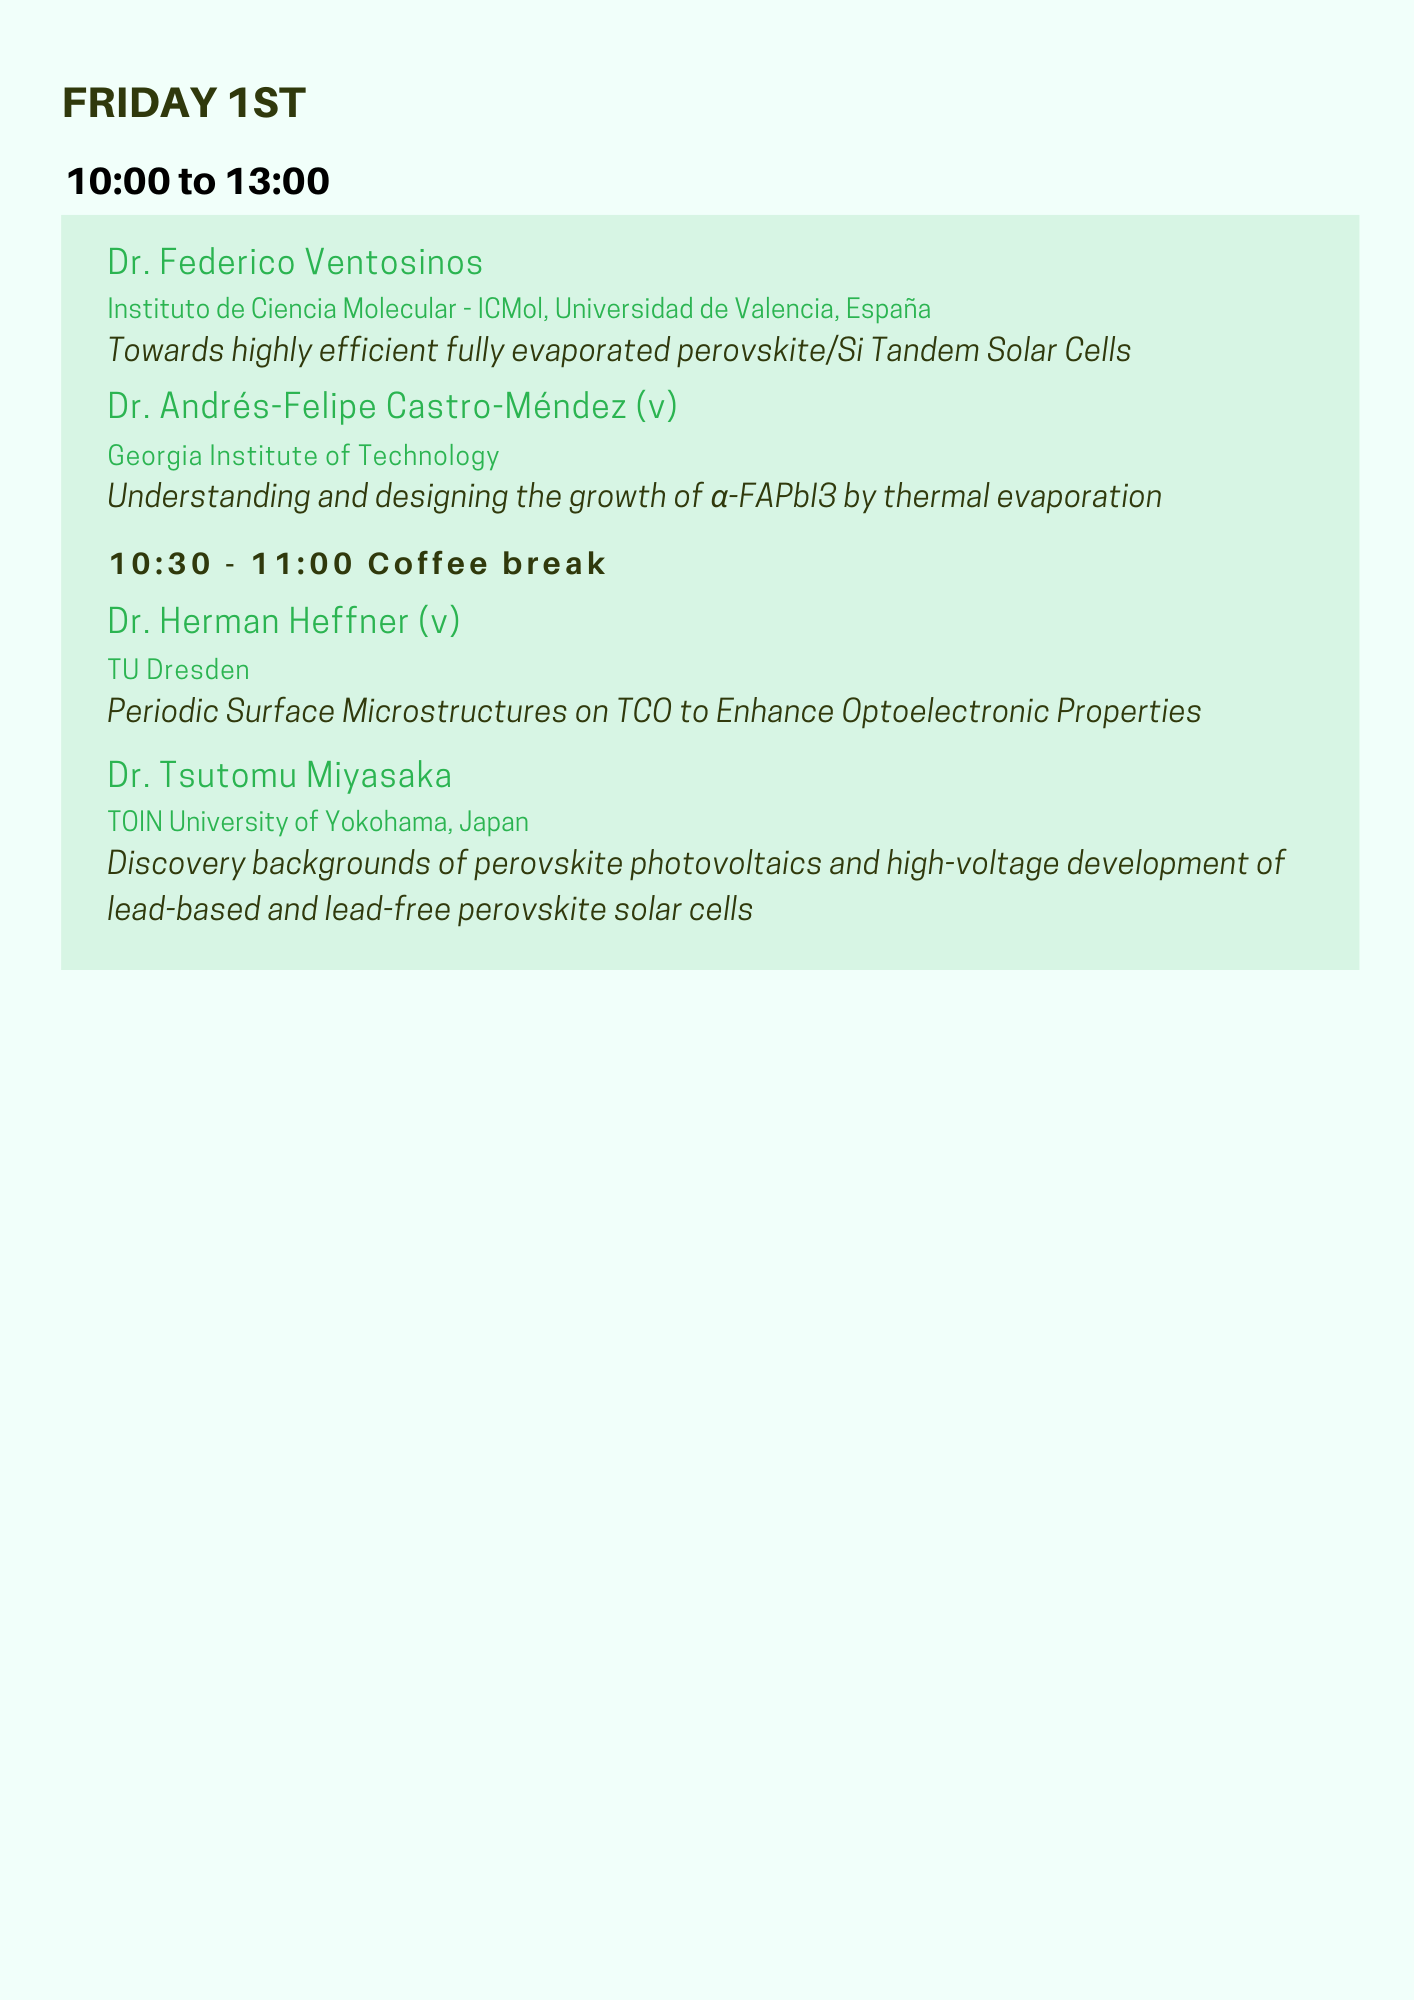 FRIDAY 1ST
10:00 to 13:00
Dr. Federico Ventosinos
Instituto de Ciencia Molecular - ICMol, Universidad de Valencia, España
Towards highly efficient fully evaporated perovskite/Si Tandem Solar Cells
Dr. Andrés-Felipe Castro-Méndez (v)
Georgia Institute of Technology
Understanding and designing the growth of α-FAPbI3 by thermal evaporation
10:30 - 11:00 Coffee break
Dr. Herman Heffner (v)
TU Dresden
Periodic Surface Microstructures on TCO to Enhance Optoelectronic Properties
Dr. Tsutomu Miyasaka
TOIN University of Yokohama, Japan
Discovery backgrounds of perovskite photovoltaics and high-voltage development of
lead-based and lead-free perovskite solar cells